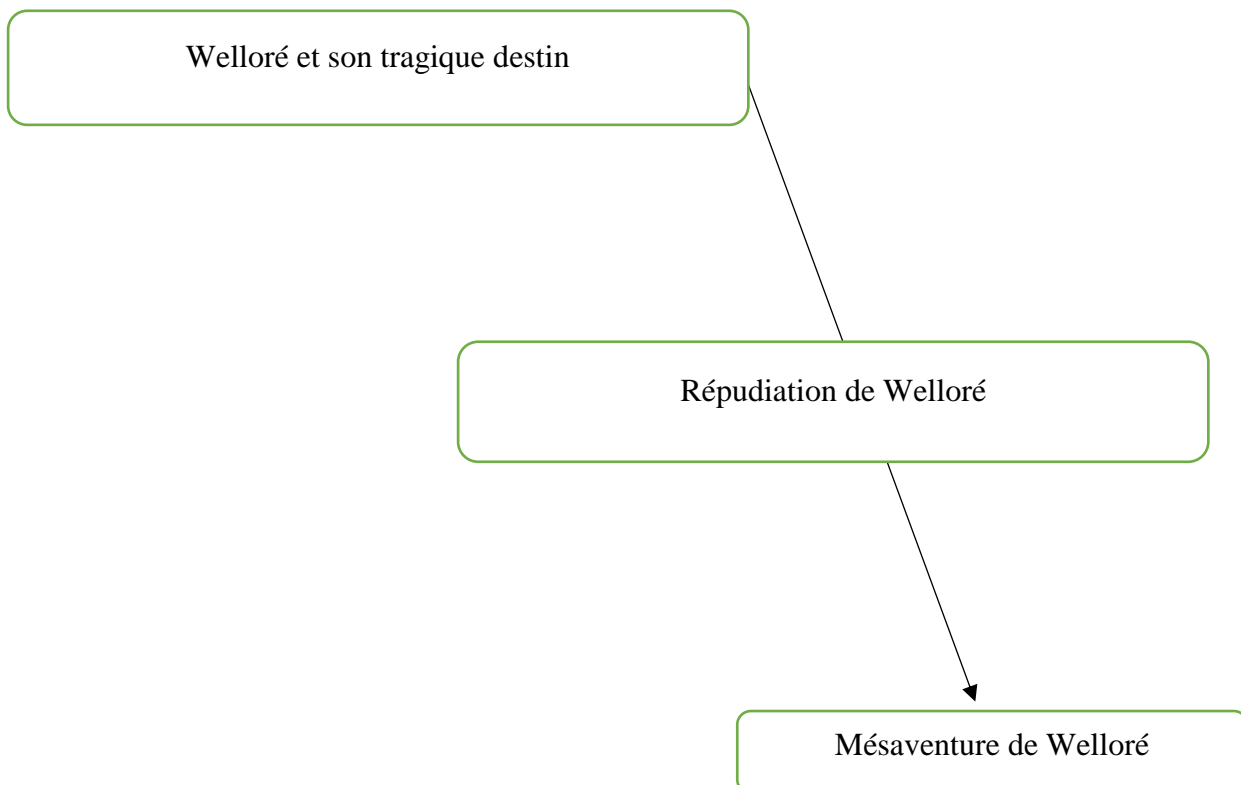 Welloré et son tragique destin
Répudiation de Welloré
Mésaventure de Welloré